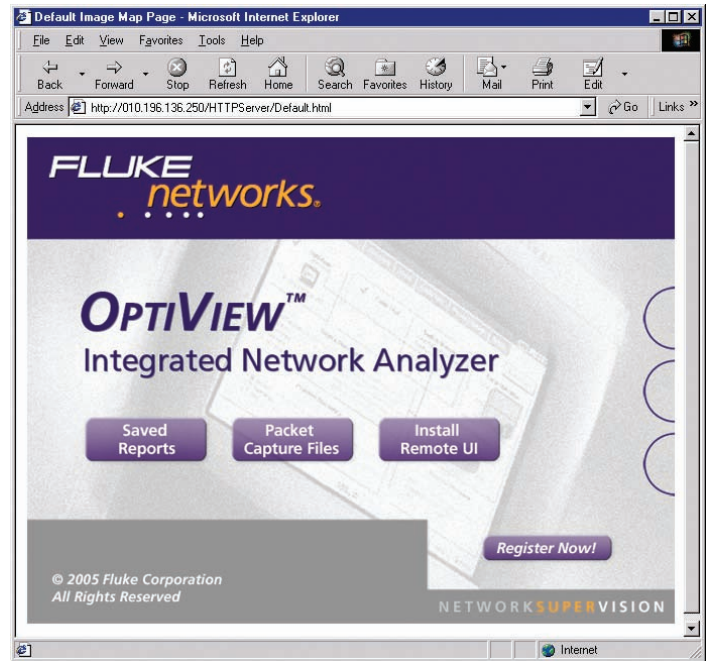 Default Image Map Page - Microsoft Internet Explorer
File Edit View Favorites Tools Help
Back Forward Stop Refresh Home Search Favorites History Mail Print Edit
Address http://010.196.136.250/HTTPServer/Default.html Go Links »
FLUKE
networks®
OPTIVIEW™
Integrated Network Analyzer
Saved
Reports
Packet
Capture Files
Install
Remote UI
Register Now!
© 2005 Fluke Corporation
All Rights Reserved
NETWORKSUPERVISION
Internet